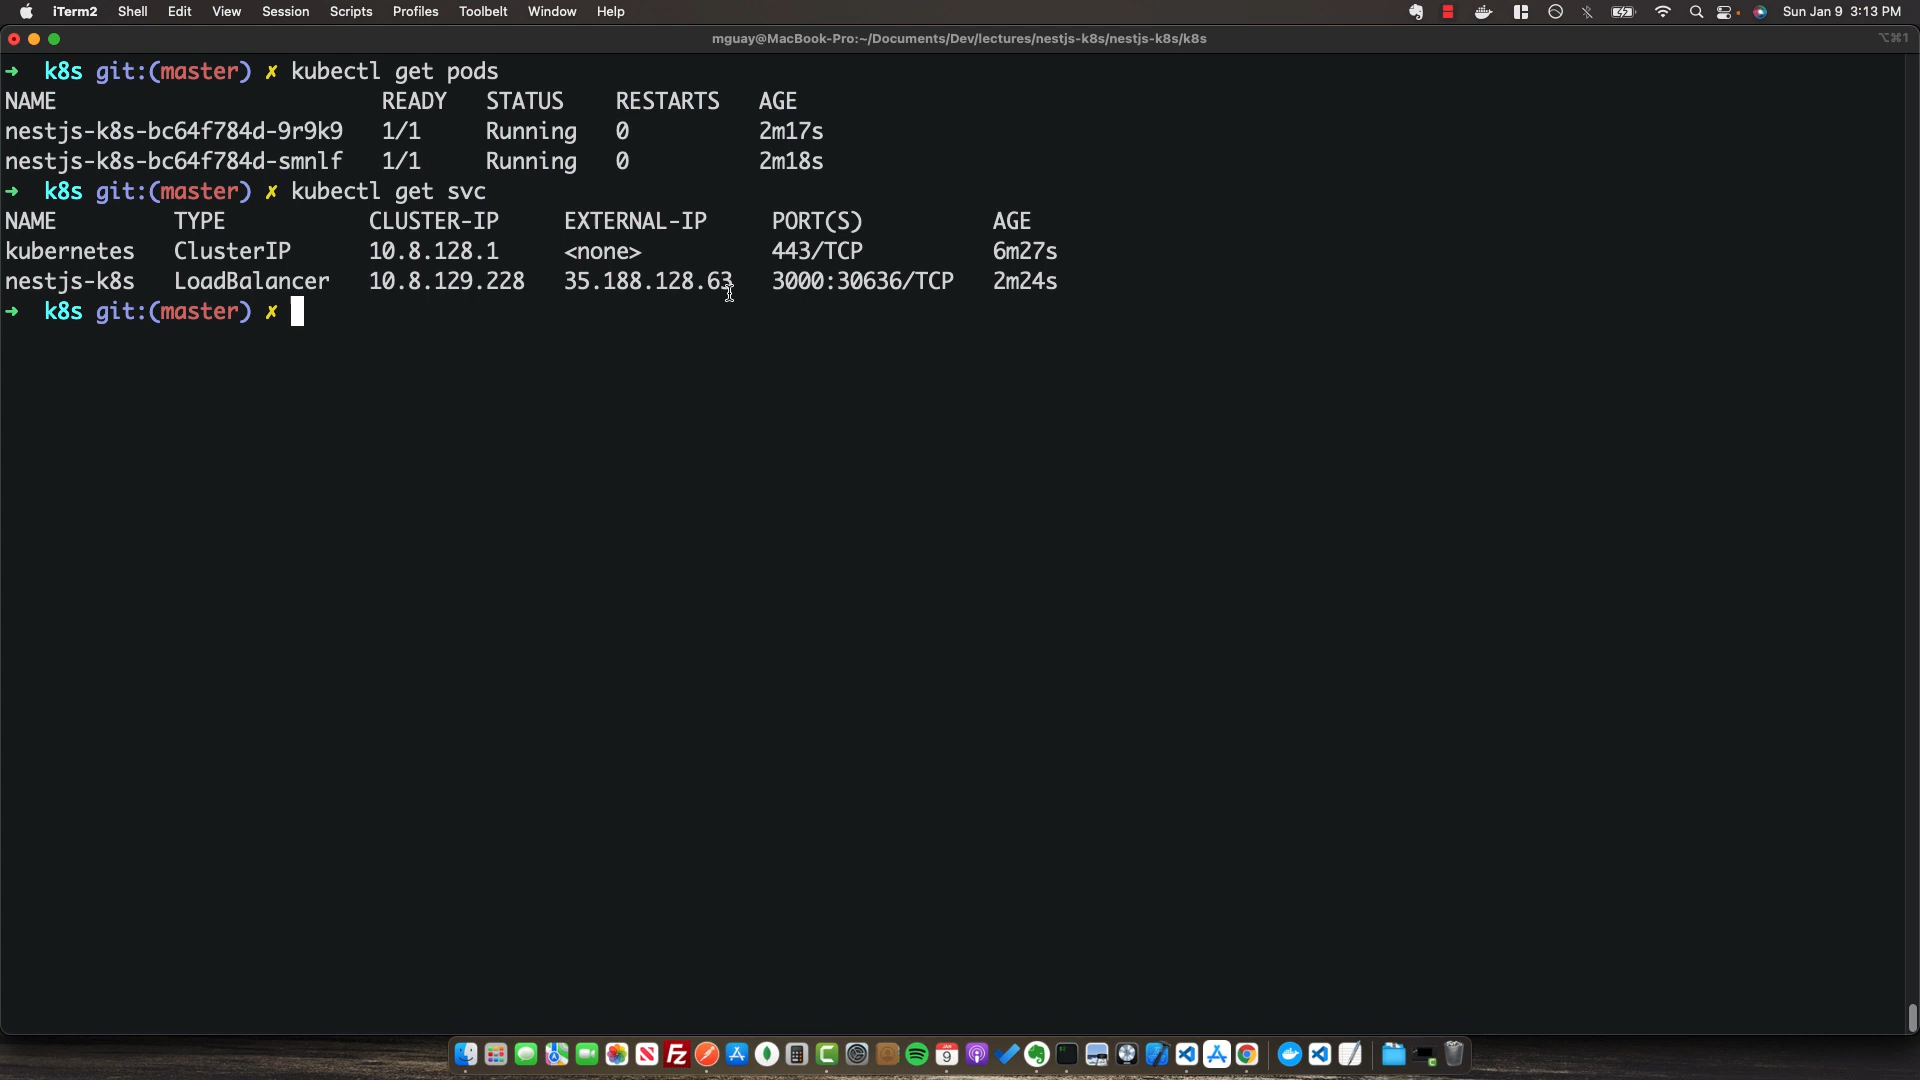 iTerm2 Shell Edit View Session Scripts Profiles Toolbelt Window Help Sun Jan 9 3:13 PM
mguay@MacBook-Pro:~/Documents/Dev/lectures/nestjs-k8s/nestjs-k8s/k8s ⌥⌘1
➜ k8s git:(master) ✗ kubectl get pods
NAME READY STATUS RESTARTS AGE
nestjs-k8s-bc64f784d-9r9k9 1/1 Running 0 2m17s
nestjs-k8s-bc64f784d-smnlf 1/1 Running 0 2m18s
➜ k8s git:(master) ✗ kubectl get svc
NAME TYPE CLUSTER-IP EXTERNAL-IP PORT(S) AGE
kubernetes ClusterIP 10.8.128.1 <none> 443/TCP 6m27s
nestjs-k8s LoadBalancer 10.8.129.228 35.188.128.63 3000:30636/TCP 2m24s
➜ k8s git:(master) ✗